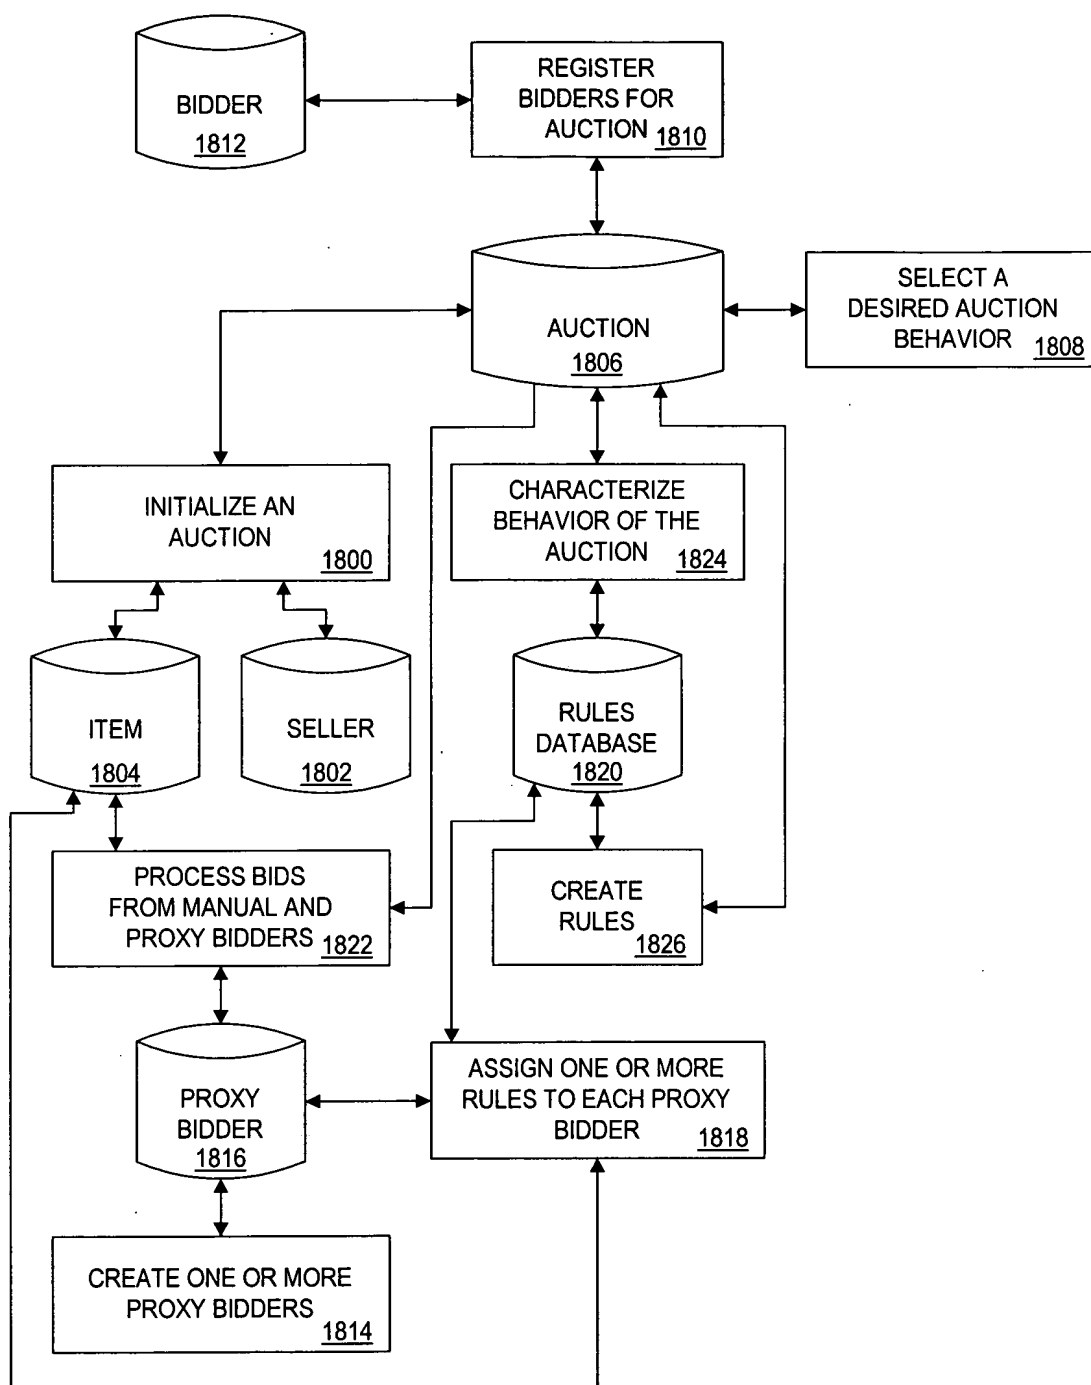 BIDDER
1812
REGISTER
BIDDERS FOR
AUCTION
1810
AUCTION
1806
SELECT A
DESIRED AUCTION
BEHAVIOR
1808
INITIALIZE AN
AUCTION
1800
CHARACTERIZE
BEHAVIOR OF THE
AUCTION
1824
ITEM
1804
SELLER
1802
RULES
DATABASE
1820
PROCESS BIDS
FROM MANUAL AND
PROXY BIDDERS
1822
CREATE
RULES
1826
PROXY
BIDDER
1816
ASSIGN ONE OR MORE
RULES TO EACH PROXY
BIDDER
1818
CREATE ONE OR MORE
PROXY BIDDERS
1814